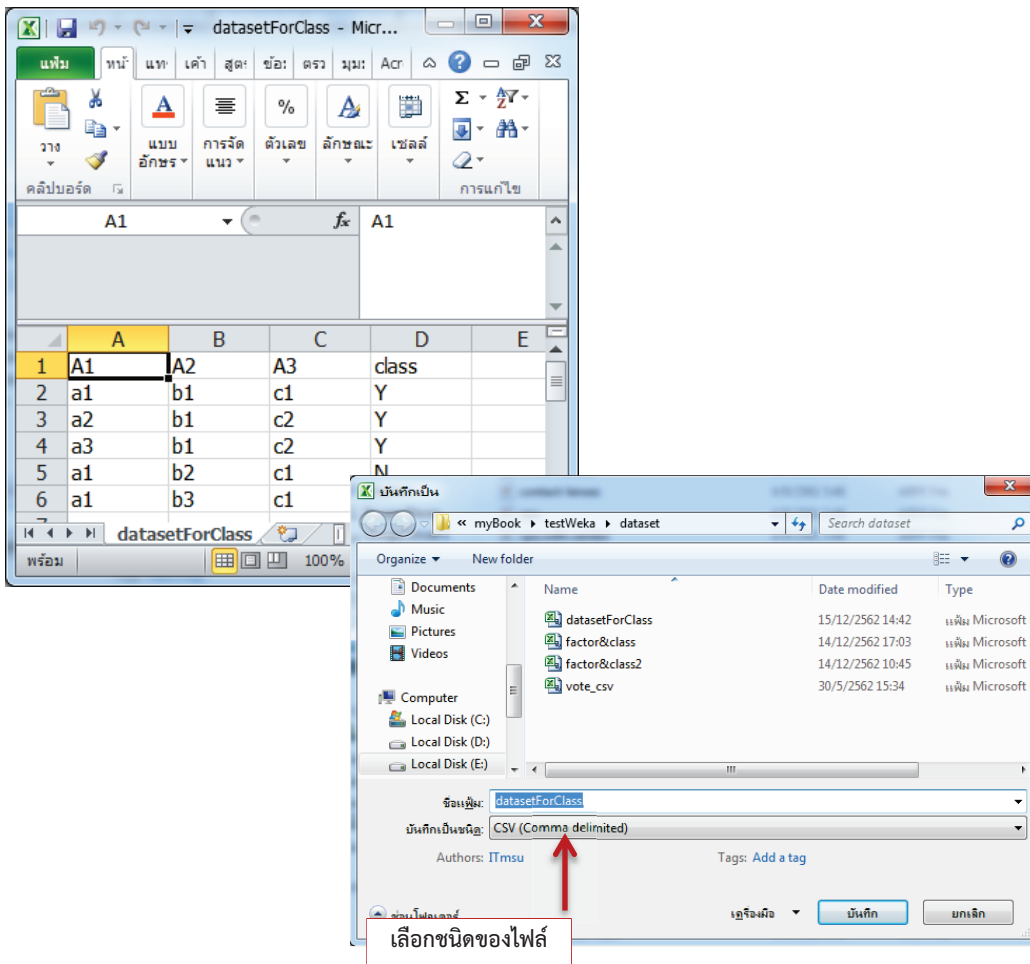 datasetForClass - Micr...
แฟ้ม หน้า แท เค้า สูต ข้อ ตรว มุม Acr
วาง
แบบอักษร
การจัดแนว
ตัวเลข
ลักษณะ
เซลล์
คลิปบอร์ด
การแก้ไข
A1 fx A1
A B C D E
1 A1 A2 A3 class
2 a1 b1 c1 Y
3 a2 b1 c2 Y
4 a3 b1 c2 Y
5 a1 b2 c1 N
6 a1 b3 c1
datasetForClass
พร้อม 100%
บันทึกเป็น
« myBook ▸ testWeka ▸ dataset Search dataset
Organize New folder
Documents
Music
Pictures
Videos
Computer
Local Disk (C:)
Local Disk (D:)
Local Disk (E:)
Name Date modified Type
datasetForClass 15/12/2562 14:42 แฟ้ม Microsoft
factor&class 14/12/2562 17:03 แฟ้ม Microsoft
factor&class2 14/12/2562 10:45 แฟ้ม Microsoft
vote_csv 30/5/2562 15:34 แฟ้ม Microsoft
ชื่อแฟ้ม: datasetForClass
บันทึกเป็นชนิด: CSV (Comma delimited)
Authors: ITmsu Tags: Add a tag
ซ่อนโฟลเดอร์ เครื่องมือ บันทึก ยกเลิก
เลือกชนิดของไฟล์